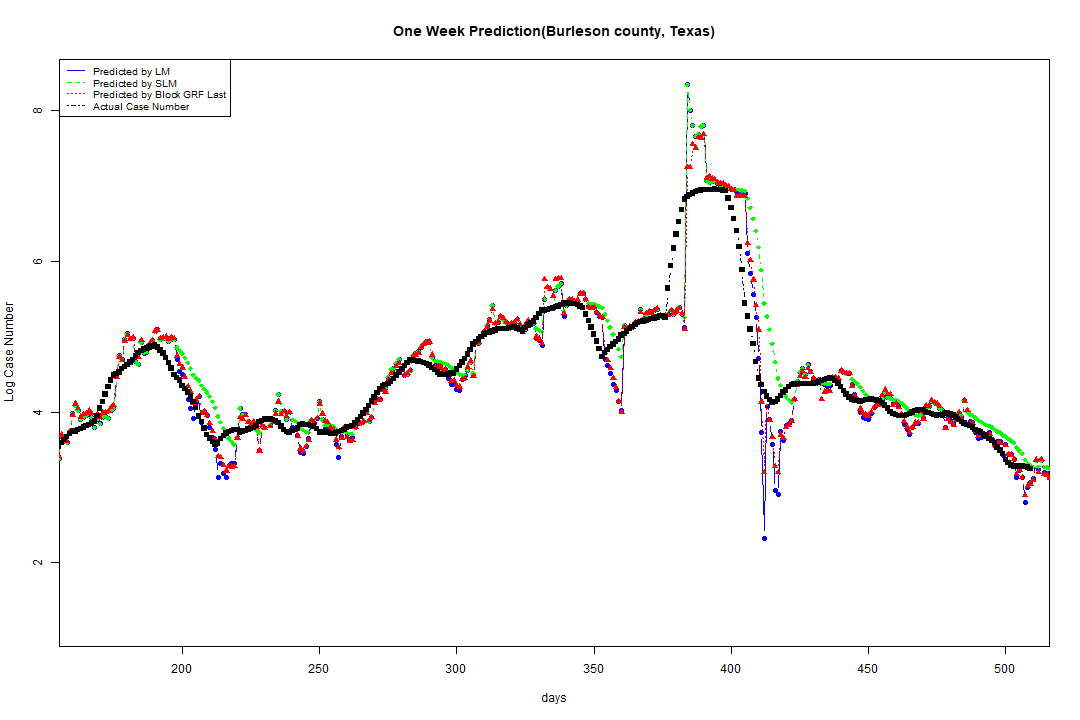 One Week Prediction(Burleson county, Texas)
Predicted by LM
Predicted by SLM
Predicted by Block GRF Last
Actual Case Number
8
6
4
2
Log Case Number
200 250 300 350 400 450 500
days